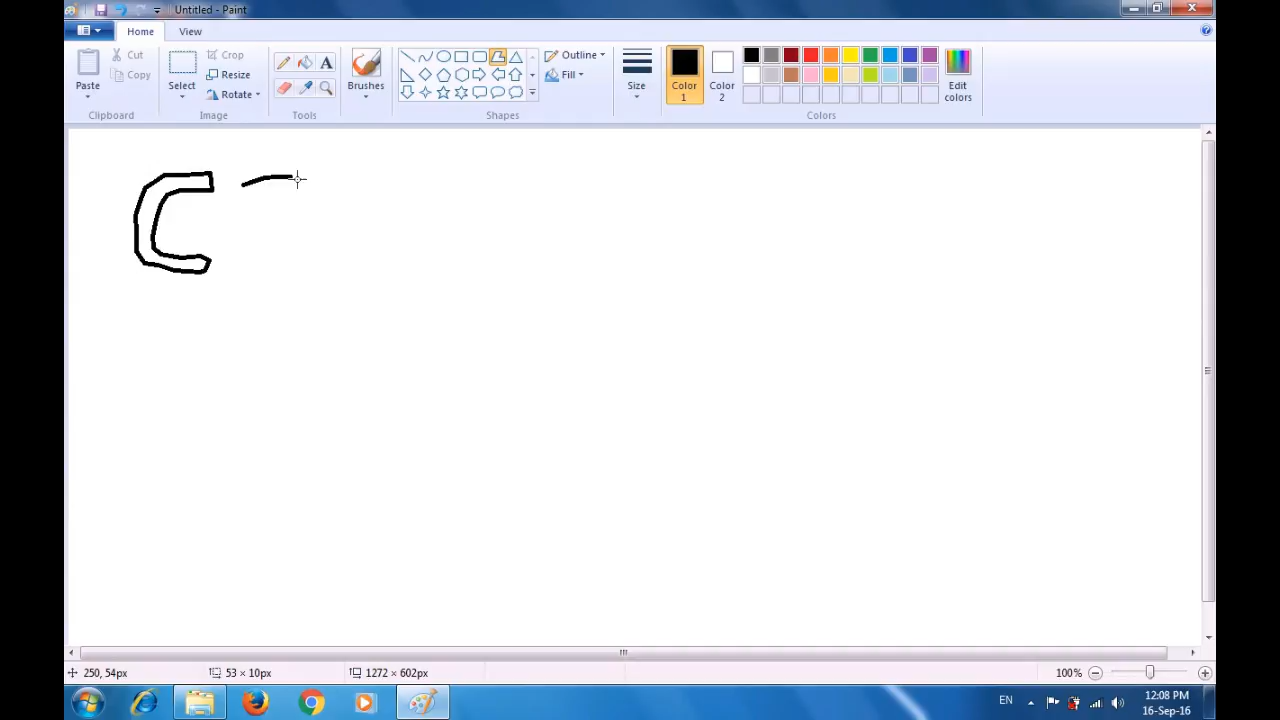 Untitled - Paint
Home View
Cut
Copy
Paste
Clipboard
Select
Crop
Resize
Rotate
Image
A
Tools
Brushes
Outline
Fill
Shapes
Size
Color 1
Color 2
Edit colors
Colors
C
250, 54px 53 × 10px 1272 × 602px 100%
EN 12:08 PM
16-Sep-16